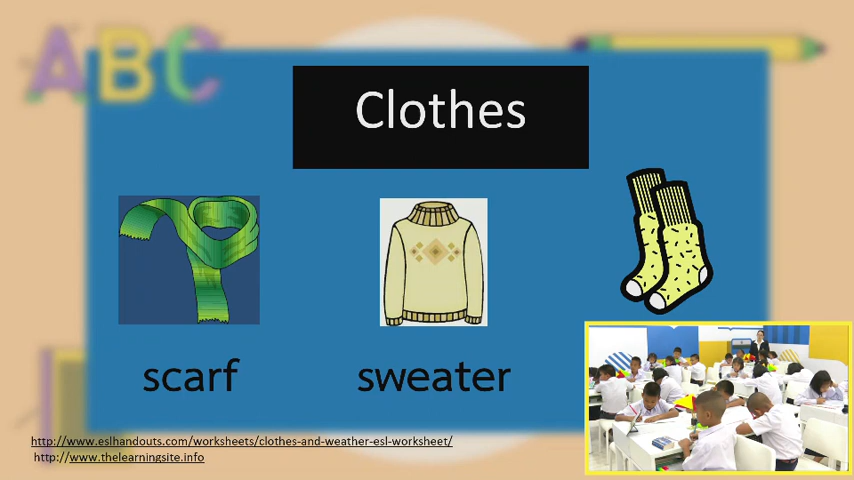 ABC
Clothes
scarf
sweater
http://www.eslhandouts.com/worksheets/clothes-and-weather-esl-worksheet/
http://www.thelearningsite.info